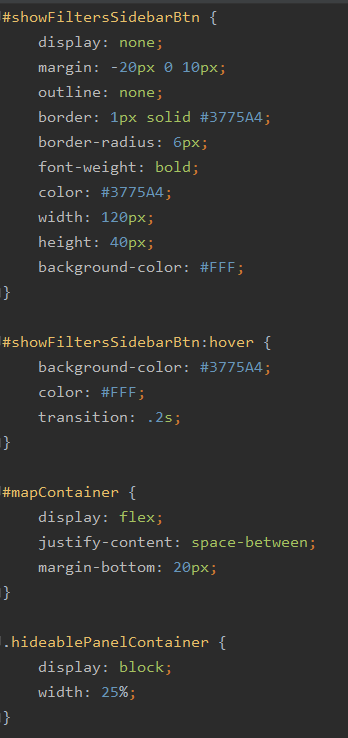 #showFiltersSidebarBtn {
    display: none;
    margin: -20px 0 10px;
    outline: none;
    border: 1px solid #3775A4;
    border-radius: 6px;
    font-weight: bold;
    color: #3775A4;
    width: 120px;
    height: 40px;
    background-color: #FFF;
}

#showFiltersSidebarBtn:hover {
    background-color: #3775A4;
    color: #FFF;
    transition: .2s;
}

#mapContainer {
    display: flex;
    justify-content: space-between;
    margin-bottom: 20px;
}

.hideablePanelContainer {
    display: block;
    width: 25%;
}